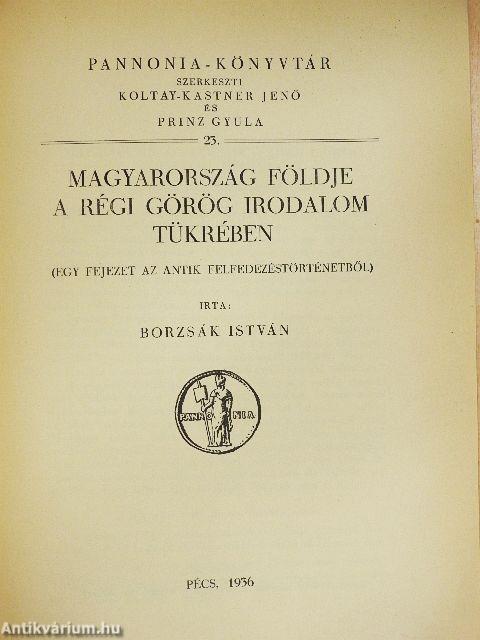 PANNONIA-KÖNYVTÁR
SZERKESZTI
KOLTAY-KASTNER JENŐ
ÉS
PRINZ GYULA
23.
MAGYARORSZÁG FÖLDJE
A RÉGI GÖRÖG IRODALOM
TÜKRÉBEN
(EGY FEJEZET AZ ANTIK FELFEDEZÉSTÖRTÉNETBŐL)
IRTA:
BORZSÁK ISTVÁN
PANNONIA
PÉCS, 1936
Antikvárium.hu